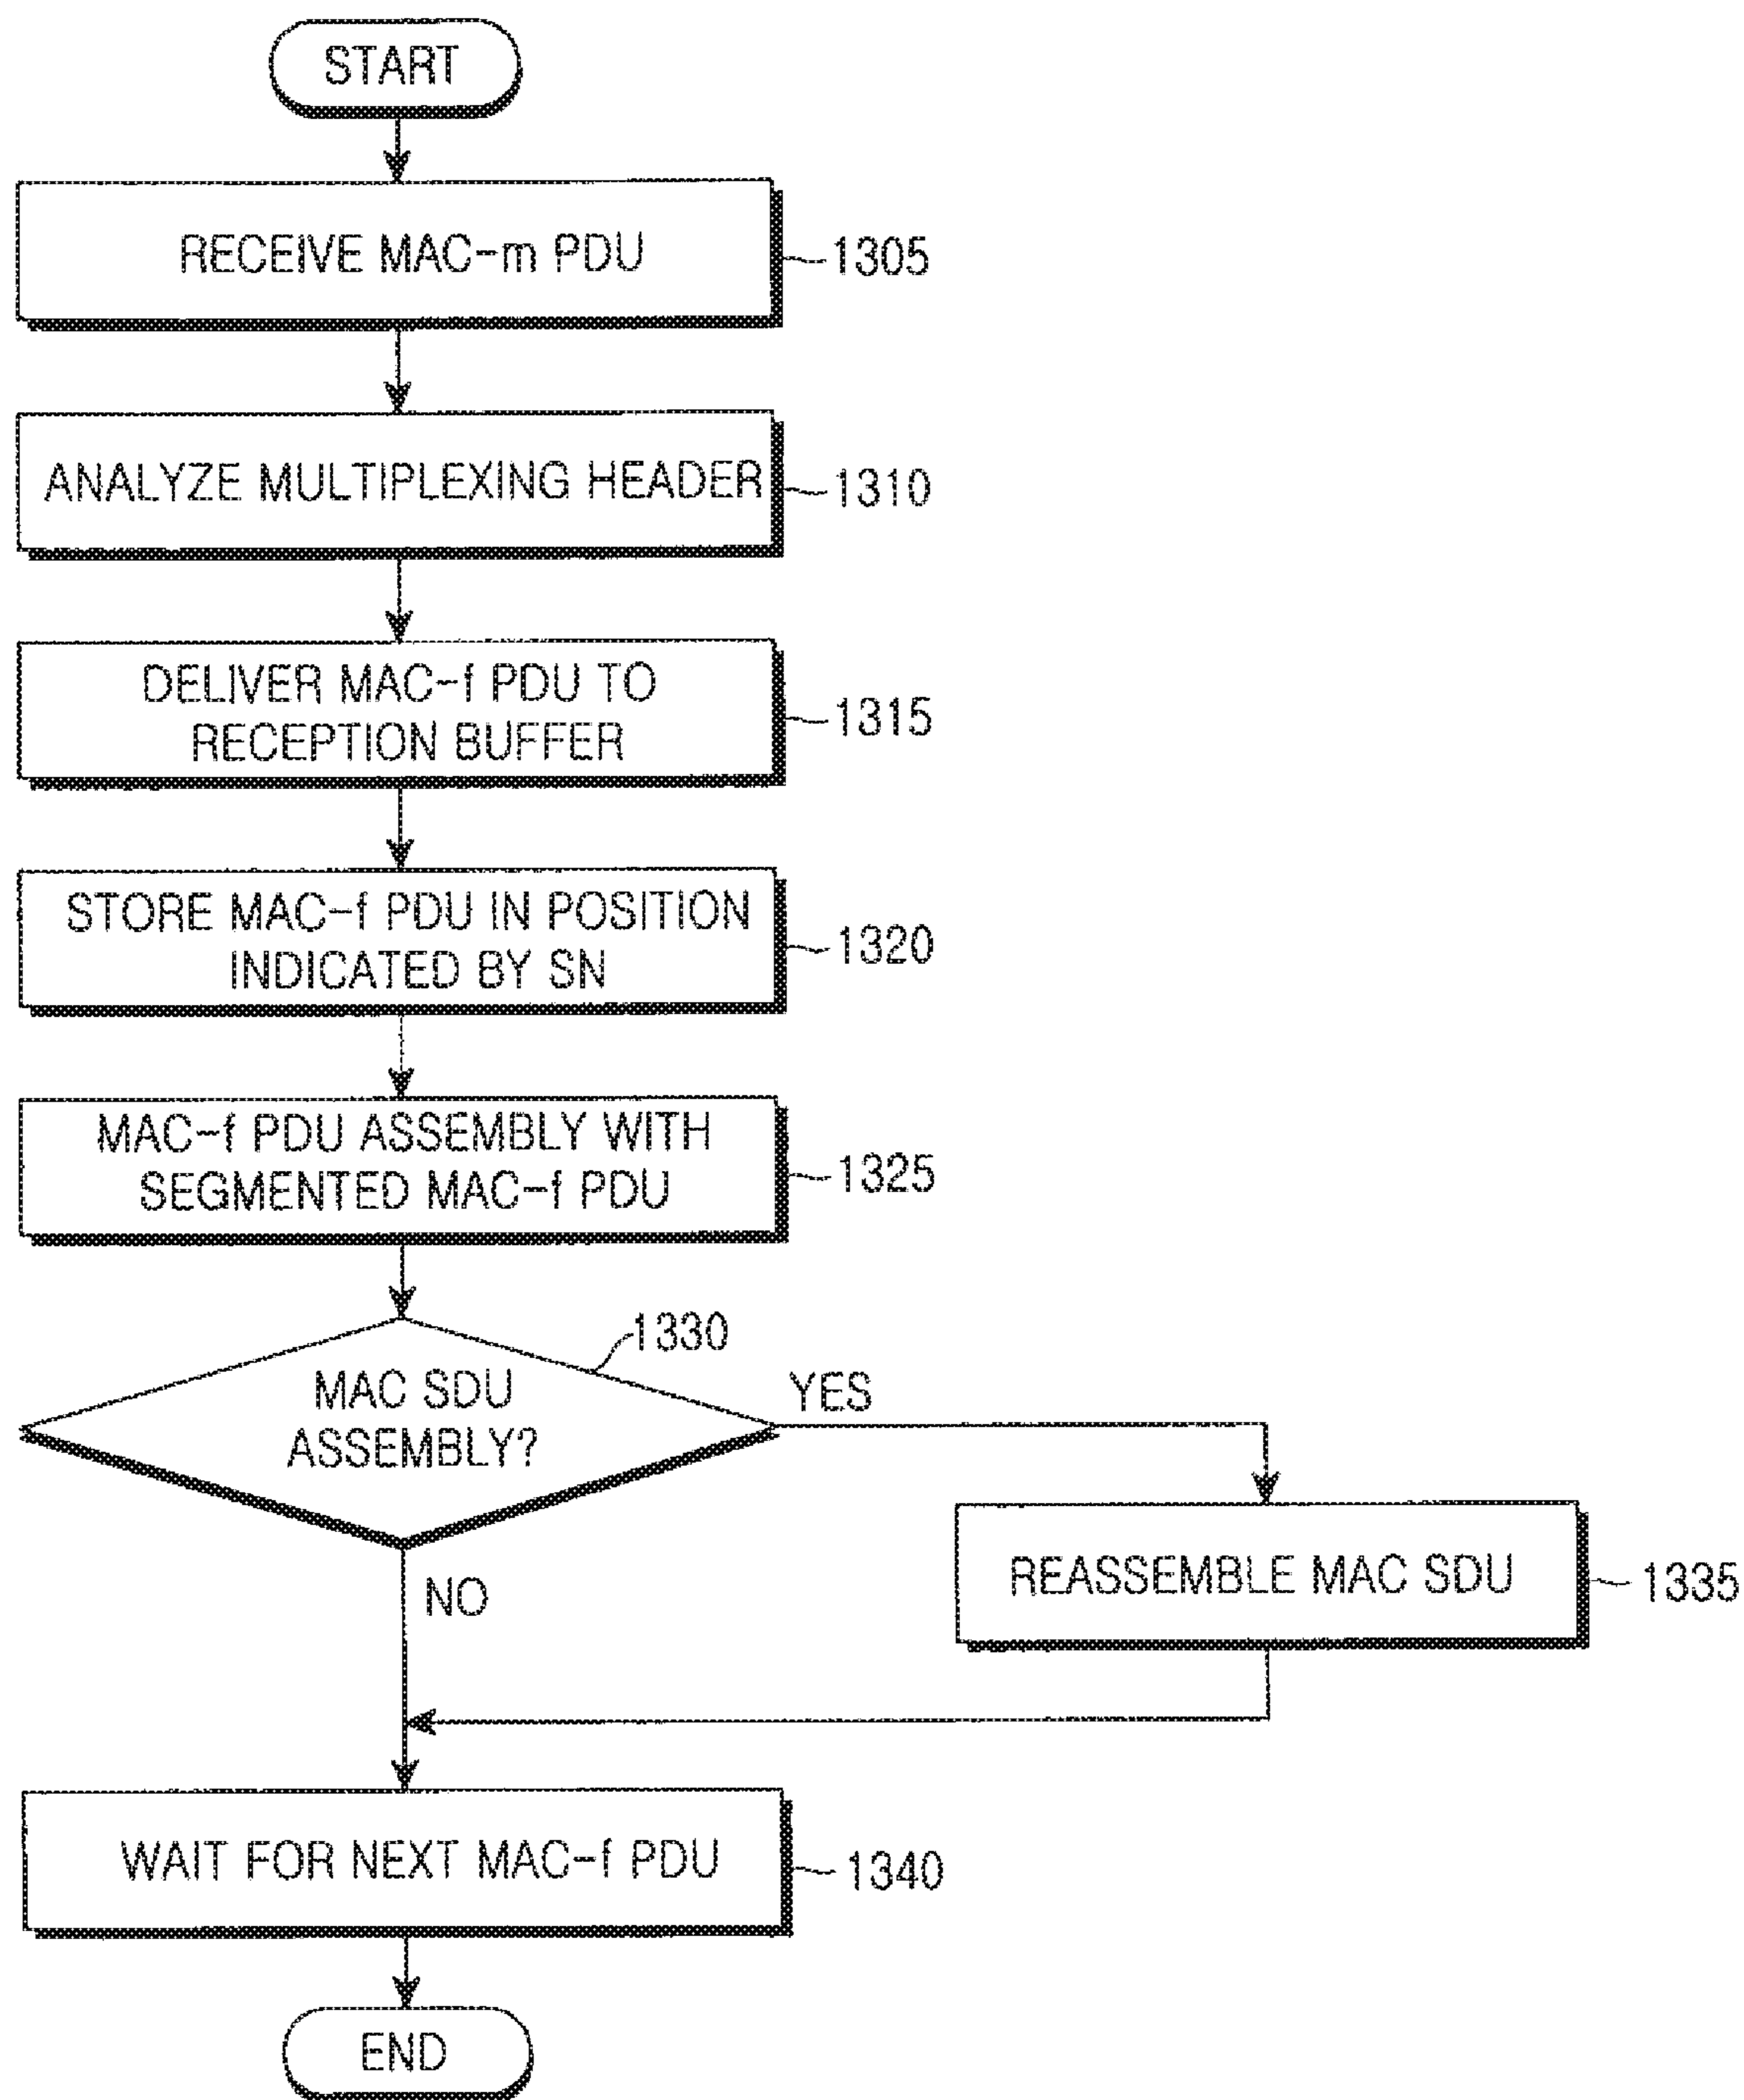 START
RECEIVE MAC-m PDU
1305
ANALYZE MULTIPLEXING HEADER
1310
DELIVER MAC-f PDU TO
RECEPTION BUFFER
1315
STORE MAC-f PDU IN POSITION
INDICATED BY SN
1320
MAC-f PDU ASSEMBLY WITH
SEGMENTED MAC-f PDU
1325
1330
MAC SDU
ASSEMBLY?
YES
NO
REASSEMBLE MAC SDU
1335
WAIT FOR NEXT MAC-f PDU
1340
END